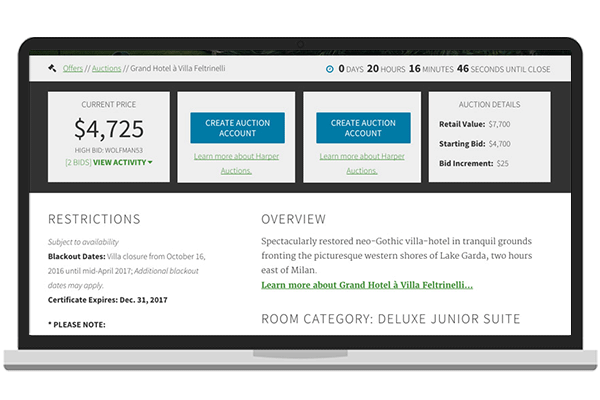 Offers // Auctions // Grand Hotel à Villa Feltrinelli
0 DAYS 20 HOURS 16 MINUTES 46 SECONDS UNTIL CLOSE
CURRENT PRICE
$4,725
HIGH BID: WOLFMAN53
[2 BIDS] VIEW ACTIVITY
CREATE AUCTION
ACCOUNT
Learn more about Harper
Auctions.
CREATE AUCTION
ACCOUNT
Learn more about Harper
Auctions.
AUCTION DETAILS
Retail Value: $7,700
Starting Bid: $4,700
Bid Increment: $25
RESTRICTIONS
Subject to availability
Blackout Dates: Villa closure from October 16,
2016 until mid-April 2017; Additional blackout
dates may apply.
Certificate Expires: Dec. 31, 2017
* PLEASE NOTE:
OVERVIEW
Spectacularly restored neo-Gothic villa-hotel in tranquil grounds
fronting the picturesque western shores of Lake Garda, two hours
east of Milan.
Learn more about Grand Hotel à Villa Feltrinelli...
ROOM CATEGORY: DELUXE JUNIOR SUITE